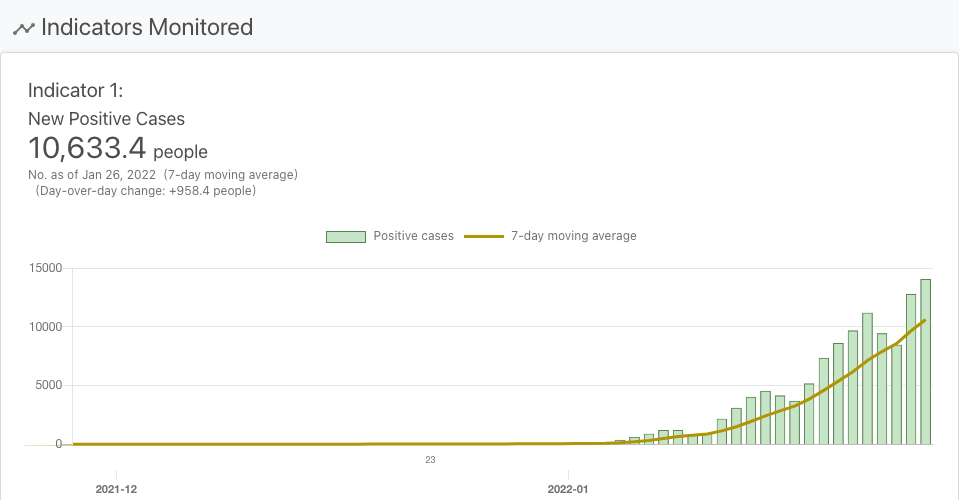 Indicators Monitored
Indicator 1:
New Positive Cases
10,633.4 people
No. as of Jan 26, 2022 (7-day moving average)
(Day-over-day change: +958.4 people)
Positive cases 7-day moving average
15000
10000
5000
0
23
2021-12 2022-01